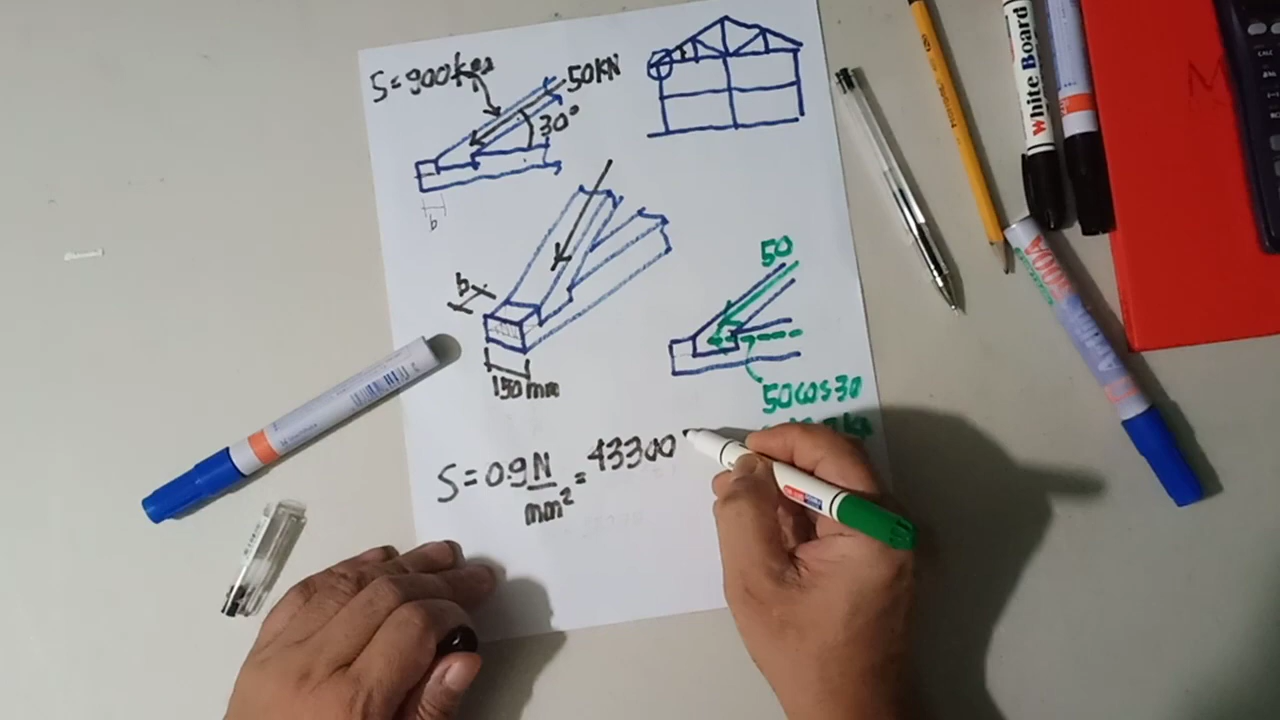 S=900kPa
50KN
30°
b
b
150mm
50
50cos30
S=0.9N/mm²=43300
White Board